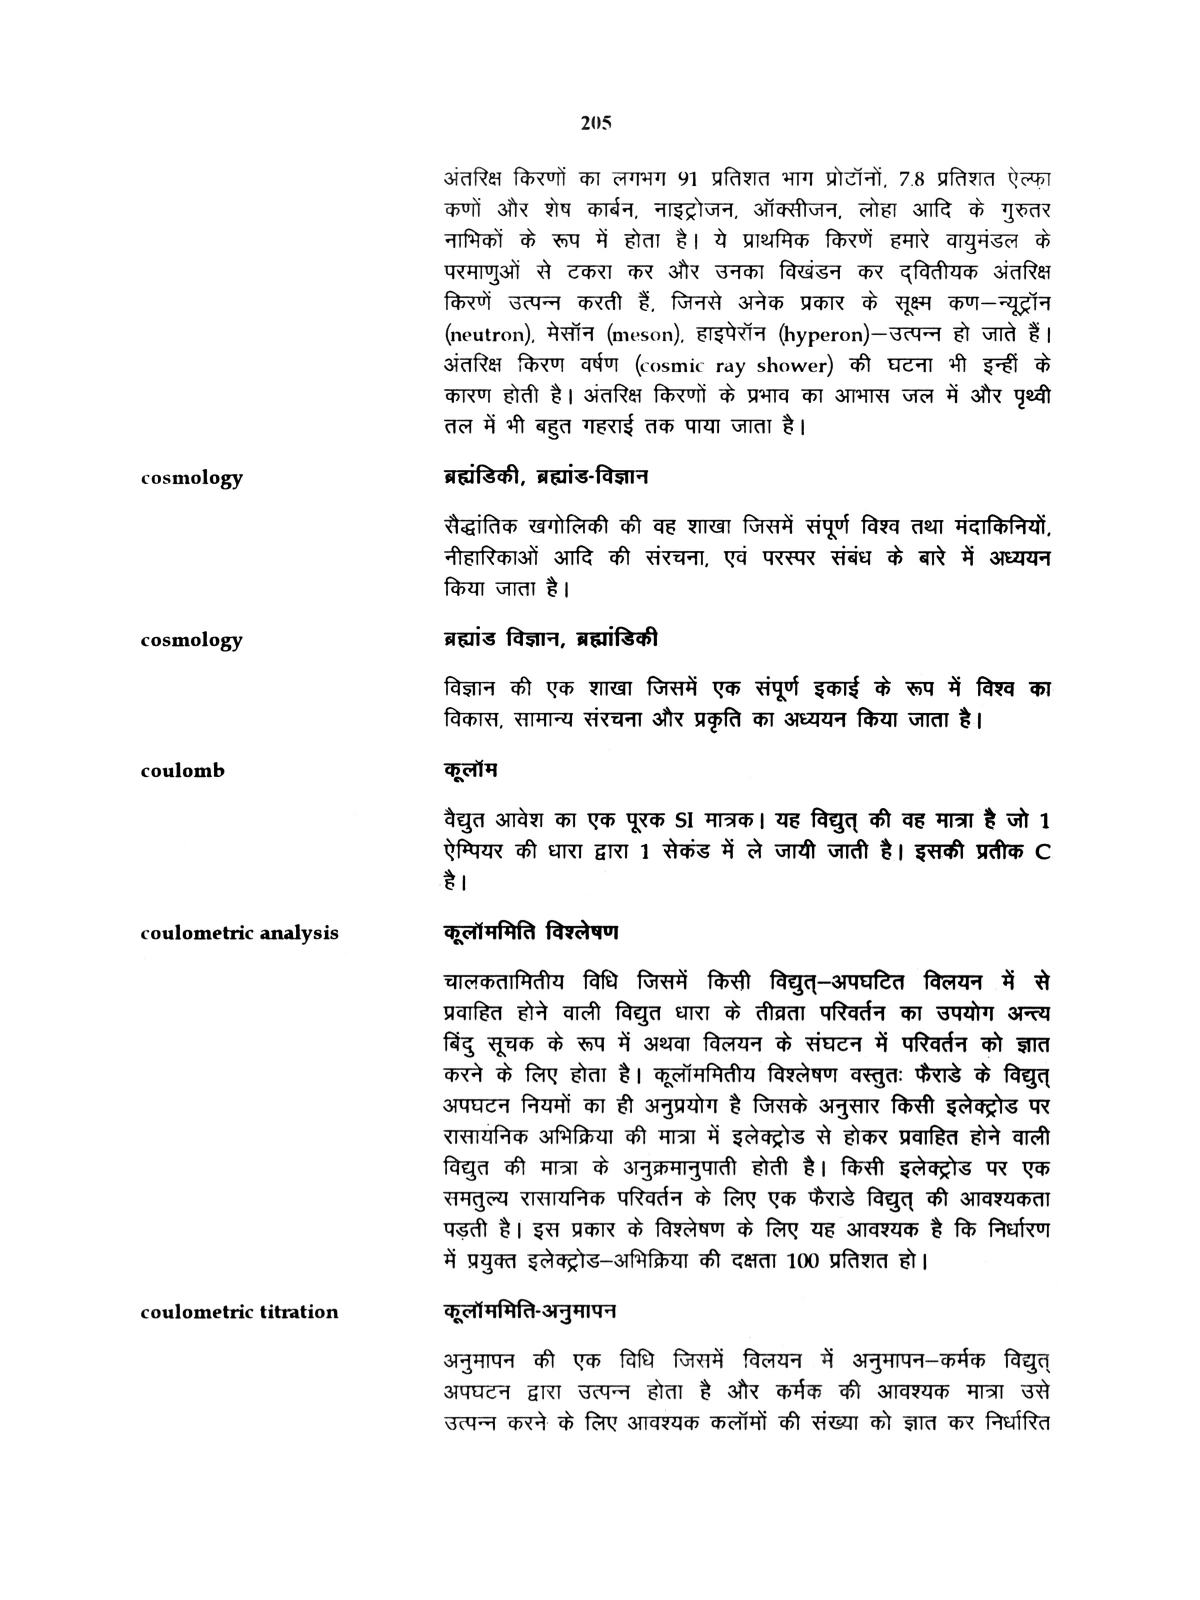 205
अंतरिक्ष किरणों का लगभग 91 प्रतिशत भाग प्रोटॉनों, 7.8 प्रतिशत ऐल्फा
कणों और शेष कार्बन, नाइट्रोजन, ऑक्सीजन, लोहा आदि के गुरुतर
नाभिकों के रूप में होता है। ये प्राथमिक किरणें हमारे वायुमंडल के
परमाणुओं से टकरा कर और उनका विखंडन कर द्वितीयक अंतरिक्ष
किरणें उत्पन्न करती हैं, जिनसे अनेक प्रकार के सूक्ष्म कण–न्यूट्रॉन
(neutron), मेसॉन (meson), हाइपेरॉन (hyperon)–उत्पन्न हो जाते हैं।
अंतरिक्ष किरण वर्षण (cosmic ray shower) की घटना भी इन्हीं के
कारण होती है। अंतरिक्ष किरणों के प्रभाव का आभास जल में और पृथ्वी
तल में भी बहुत गहराई तक पाया जाता है।
cosmology ब्रह्यांडिकी, ब्रह्यांड-विज्ञान
सैद्धांतिक खगोलिकी की वह शाखा जिसमें संपूर्ण विश्व तथा मंदाकिनियों,
नीहारिकाओं आदि की संरचना, एवं परस्पर संबंध के बारे में अध्ययन
किया जाता है।
cosmology ब्रह्यांड विज्ञान, ब्रह्यांडिकी
विज्ञान की एक शाखा जिसमें एक संपूर्ण इकाई के रूप में विश्व का
विकास, सामान्य संरचना और प्रकृति का अध्ययन किया जाता है।
coulomb कूलॉम
वैद्युत आवेश का एक पूरक SI मात्रक। यह विद्युत् की वह मात्रा है जो 1
ऐम्पियर की धारा द्वारा 1 सेकंड में ले जायी जाती है। इसकी प्रतीक C
है।
coulometric analysis कूलॉममिति विश्लेषण
चालकतामितीय विधि जिसमें किसी विद्युत्–अपघटित विलयन में से
प्रवाहित होने वाली विद्युत धारा के तीव्रता परिवर्तन का उपयोग अन्त्य
बिंदु सूचक के रूप में अथवा विलयन के संघटन में परिवर्तन को ज्ञात
करने के लिए होता है। कूलॉममितीय विश्लेषण वस्तुतः फैराडे के विद्युत्
अपघटन नियमों का ही अनुप्रयोग है जिसके अनुसार किसी इलेक्ट्रोड पर
रासायनिक अभिक्रिया की मात्रा में इलेक्ट्रोड से होकर प्रवाहित होने वाली
विद्युत की मात्रा के अनुक्रमानुपाती होती है। किसी इलेक्ट्रोड पर एक
समतुल्य रासायनिक परिवर्तन के लिए एक फैराडे विद्युत् की आवश्यकता
पड़ती है। इस प्रकार के विश्लेषण के लिए यह आवश्यक है कि निर्धारण
में प्रयुक्त इलेक्ट्रोड–अभिक्रिया की दक्षता 100 प्रतिशत हो।
coulometric titration कूलॉममिति-अनुमापन
अनुमापन की एक विधि जिसमें विलयन में अनुमापन–कर्मक विद्युत्
अपघटन द्वारा उत्पन्न होता है और कर्मक की आवश्यक मात्रा उसे
उत्पन्न करने के लिए आवश्यक कलॉमों की संख्या को ज्ञात कर निर्धारित